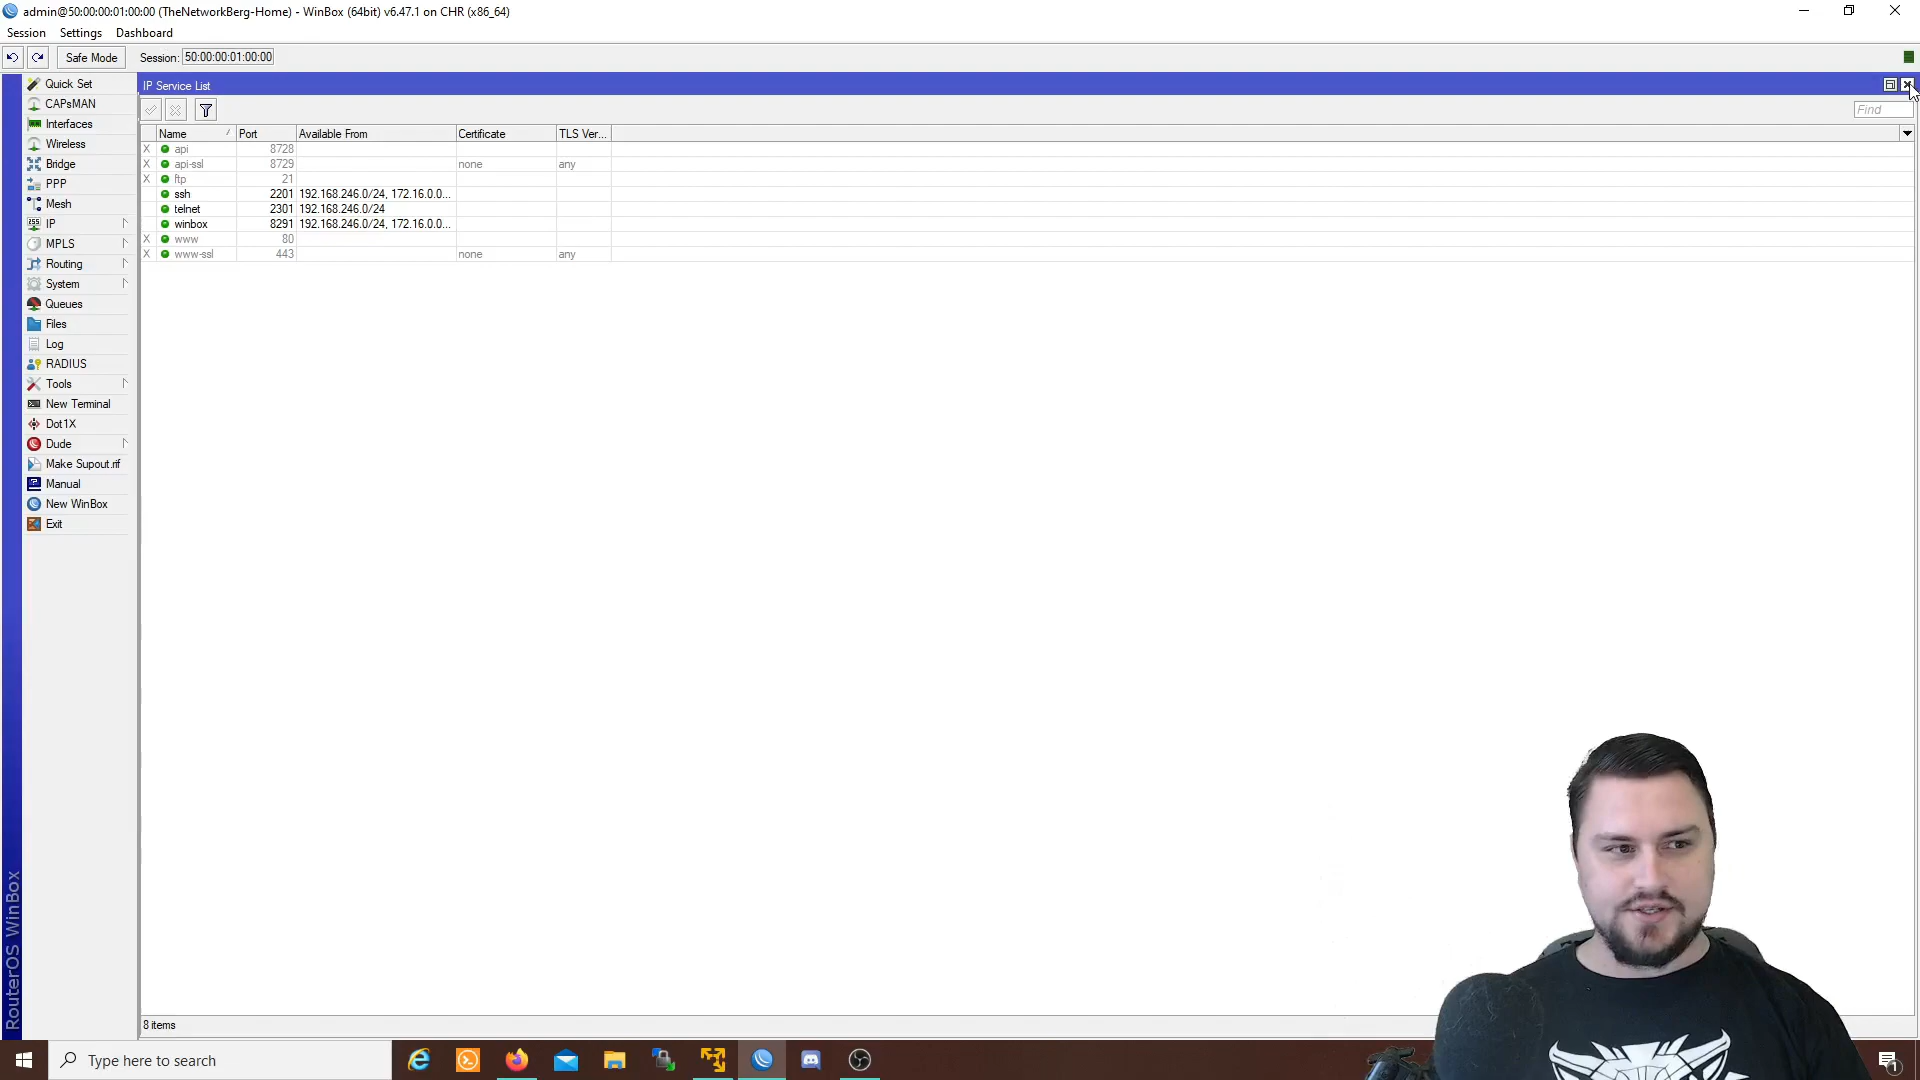 admin@50:00:00:01:00:00 (TheNetworkBerg-Home) - WinBox (64bit) v6.47.1 on CHR (x86_64)
Session Settings Dashboard
Safe Mode Session: 50:00:00:01:00:00
Quick Set
CAPsMAN
Interfaces
Wireless
Bridge
PPP
Mesh
IP
MPLS
Routing
System
Queues
Files
Log
RADIUS
Tools
New Terminal
Dot1X
Dude
Make Supout.rif
Manual
New WinBox
Exit
RouterOS WinBox
IP Service List
Find
Name Port Available From Certificate TLS Ver...
X api 8728
X api-ssl 8729 none any
X ftp 21
ssh 2201 192.168.246.0/24, 172.16.0.0...
telnet 2301 192.168.246.0/24
winbox 8291 192.168.246.0/24, 172.16.0.0...
X www 80
X www-ssl 443 none any
8 items
Type here to search
1